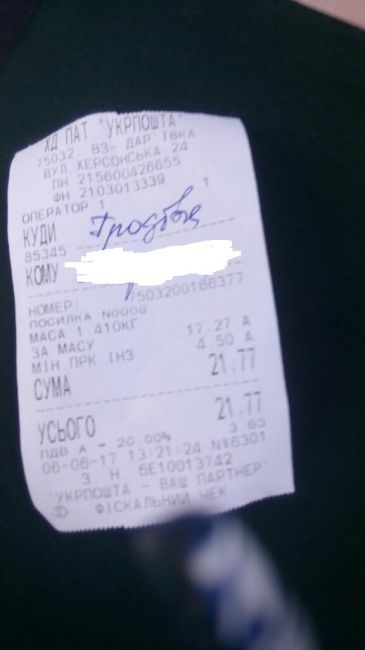 ХД ПАТ "УКРПОШТА"
75032, ВЗ- ДАР'ЇВКА
ВУЛ ХЕРСОНСЬКА 24
ПН 215600426655
ФН 2103013339
ОПЕРАТОР 1 1
КУДИ
85345
КОМУ
НОМЕР: 7503200168377
ПОСИЛКА N0008
МАСА 1.410КГ
ЗА МАСУ 17.27 А
МІН ПРК ІНЗ 4.50 А
СУМА 21.77
УСЬОГО 21.77
ПДВ А - 20.00% 3.63
06-06-17 13:21:24 N16301
З Н БЕ10013742
"УКРПОШТА - ВАШ ПАРТНЕР"
ФІСКАЛЬНИЙ ЧЕК